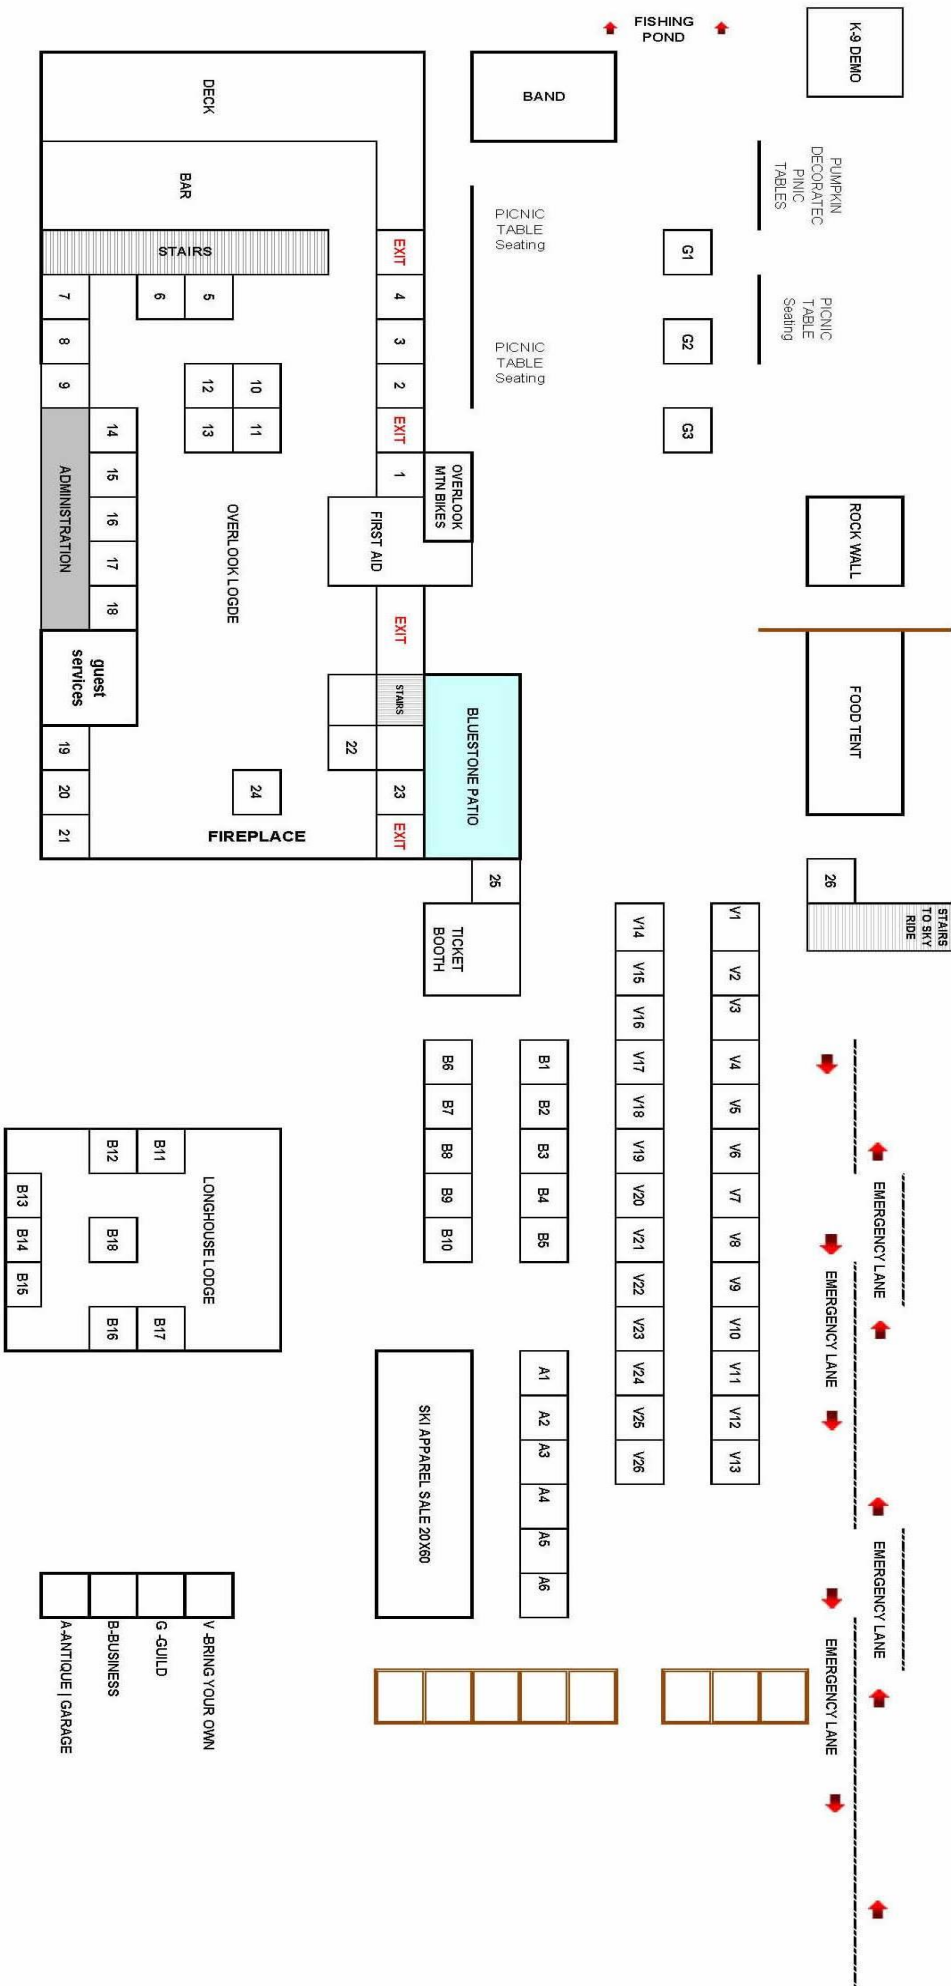 FISHING
POND
K-9 DEMO
DECK
BAND
BAR
PUMPKIN
DECORATEC
PINIC
TABLES
PICNIC
TABLE
Seating
STAIRS
EXIT
G1
PICNIC
TABLE
Seating
7
6
5
4
8
3
G2
PICNIC
TABLE
Seating
9
12
10
2
14
13
11
EXIT
G3
ADMINISTRATION
15
1
OVERLOOK
MTN BIKES
16
OVERLOOK LOGDE
FIRST AID
ROCK WALL
17
18
EXIT
guest
services
STAIRS
BLUESTONE PATIO
FOOD TENT
19
22
20
24
23
21
FIREPLACE
EXIT
25
26
TICKET
BOOTH
STAIRS
TO SKY
RIDE
V14
V1
V15
V2
V16
V3
B6
B1
V17
V4
B7
B2
V18
V5
B12
B11
B8
B3
V19
V6
B13
B9
B4
V20
V7
EMERGENCY LANE
LONGHOUSE LODGE
B14
B18
B10
B5
V21
V8
B15
V22
V9
EMERGENCY LANE
B16
B17
V23
V10
SKI APPAREL SALE 20X60
A1
V24
V11
A2
V25
V12
A3
V26
V13
A4
A5
EMERGENCY LANE
A6
EMERGENCY LANE
V -BRING YOUR OWN
G -GUILD
B-BUSINESS
A-ANTIQUE | GARAGE